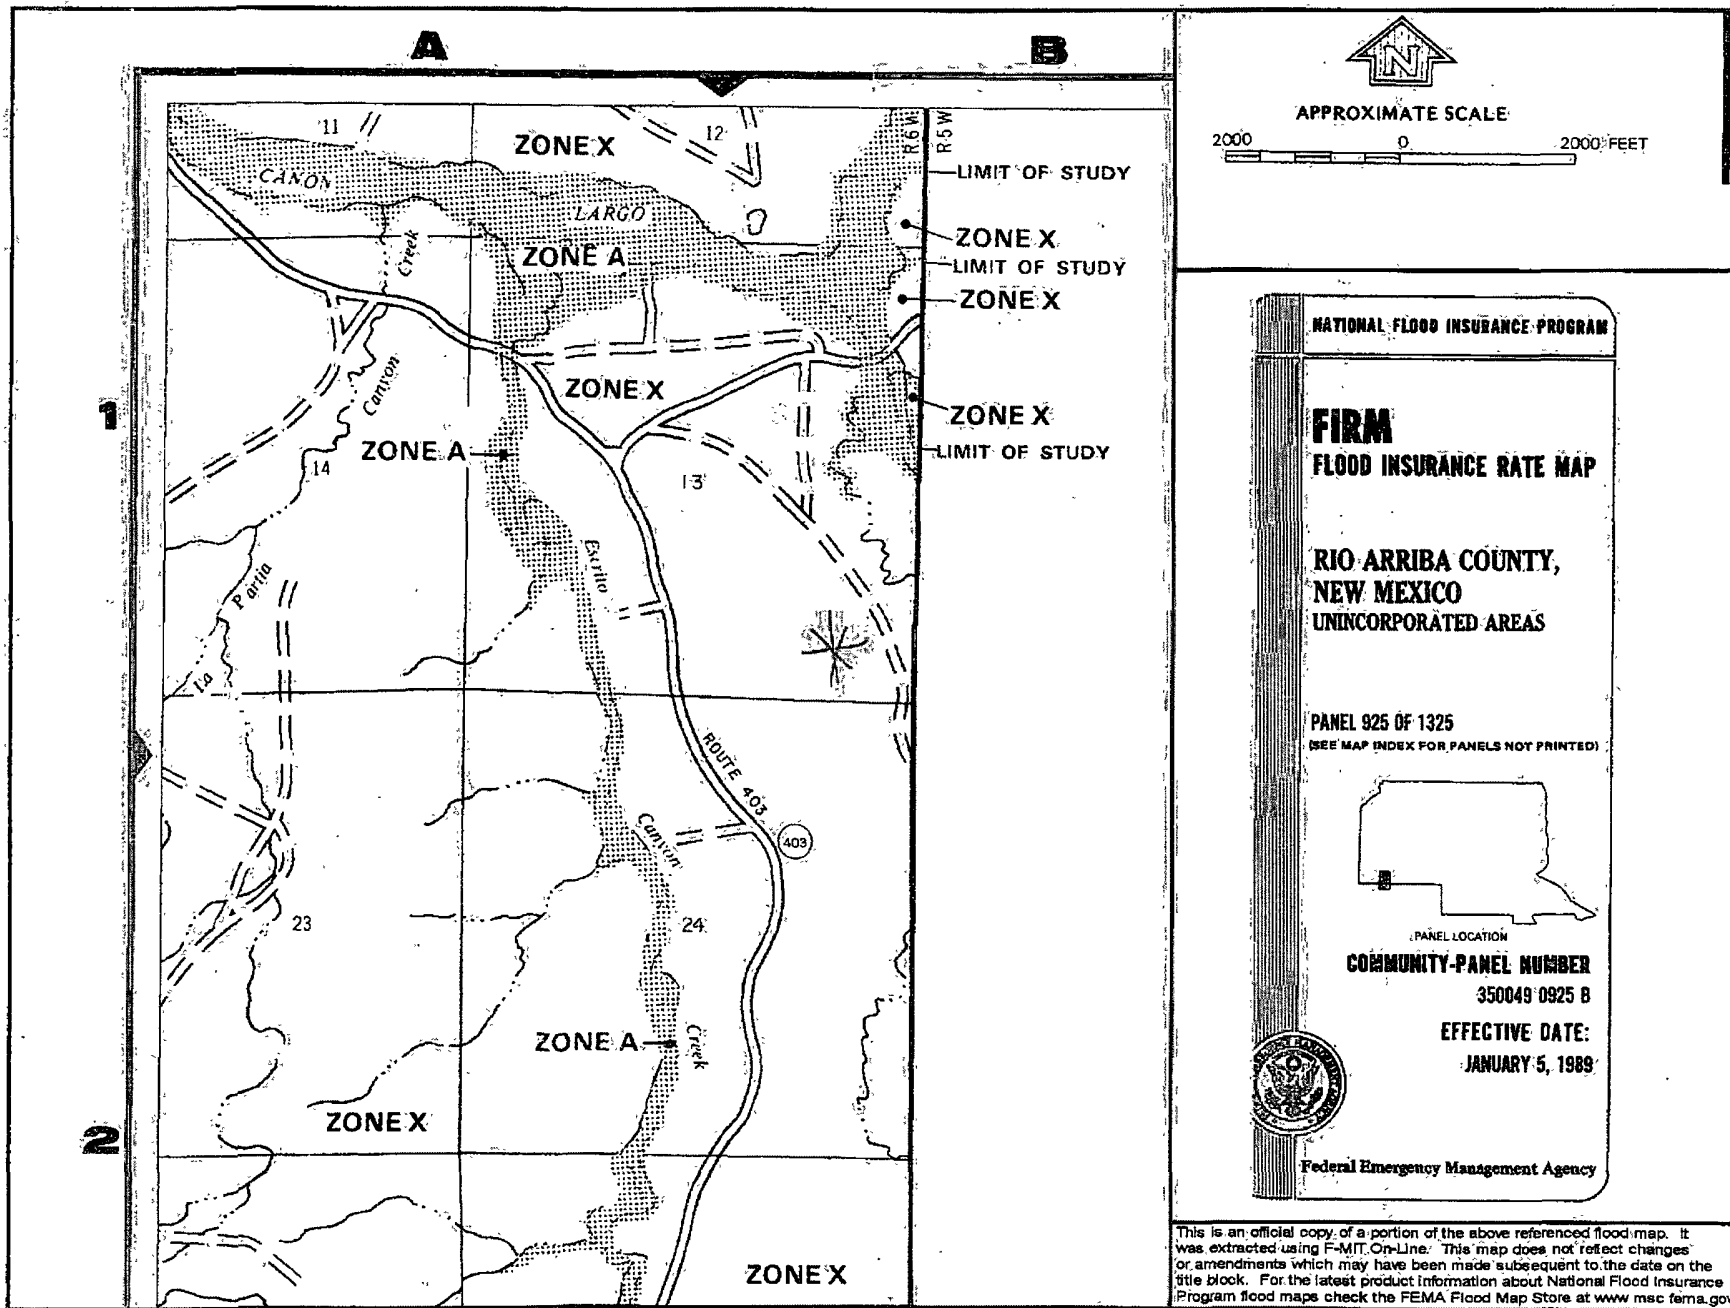 A
B
N
APPROXIMATE SCALE
2000 0 2000 FEET
11
ZONE X
12
R 6 W
R 5 W
LIMIT OF STUDY
CANON
LARGO
ZONE X
Creek
ZONE A
LIMIT OF STUDY
ZONE X
NATIONAL FLOOD INSURANCE PROGRAM
Canyon
ZONE X
1
ZONE X
FIRM
FLOOD INSURANCE RATE MAP
ZONE A
LIMIT OF STUDY
14
13
Escrito
RIO ARRIBA COUNTY,
NEW MEXICO
UNINCORPORATED AREAS
Partia
La
PANEL 925 OF 1325
(SEE MAP INDEX FOR PANELS NOT PRINTED)
ROUTE 403
Canyon
403
23
24
PANEL LOCATION
COMMUNITY-PANEL NUMBER
350049 0925 B
EFFECTIVE DATE:
JANUARY 5, 1989
ZONE A
Creek
ZONE X
2
Federal Emergency Management Agency
ZONE X
This is an official copy of a portion of the above referenced flood map. It
was extracted using F-MIT On-Line. This map does not reflect changes
or amendments which may have been made subsequent to the date on the
title block. For the latest product information about National Flood Insurance
Program flood maps check the FEMA Flood Map Store at www msc fema.gov